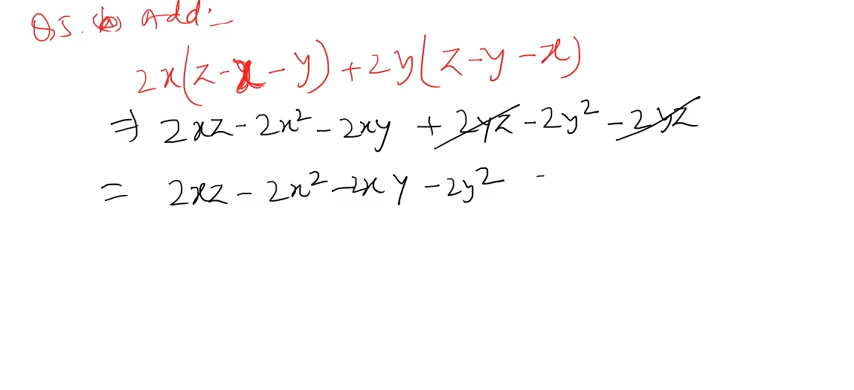 Q.5. (b) Add:-
2x(z-x-y)+2y(z-y-x)
⇒ 2xz-2x²-2xy +2yz-2y²-2yz
= 2xz-2x²-2xy-2y² -